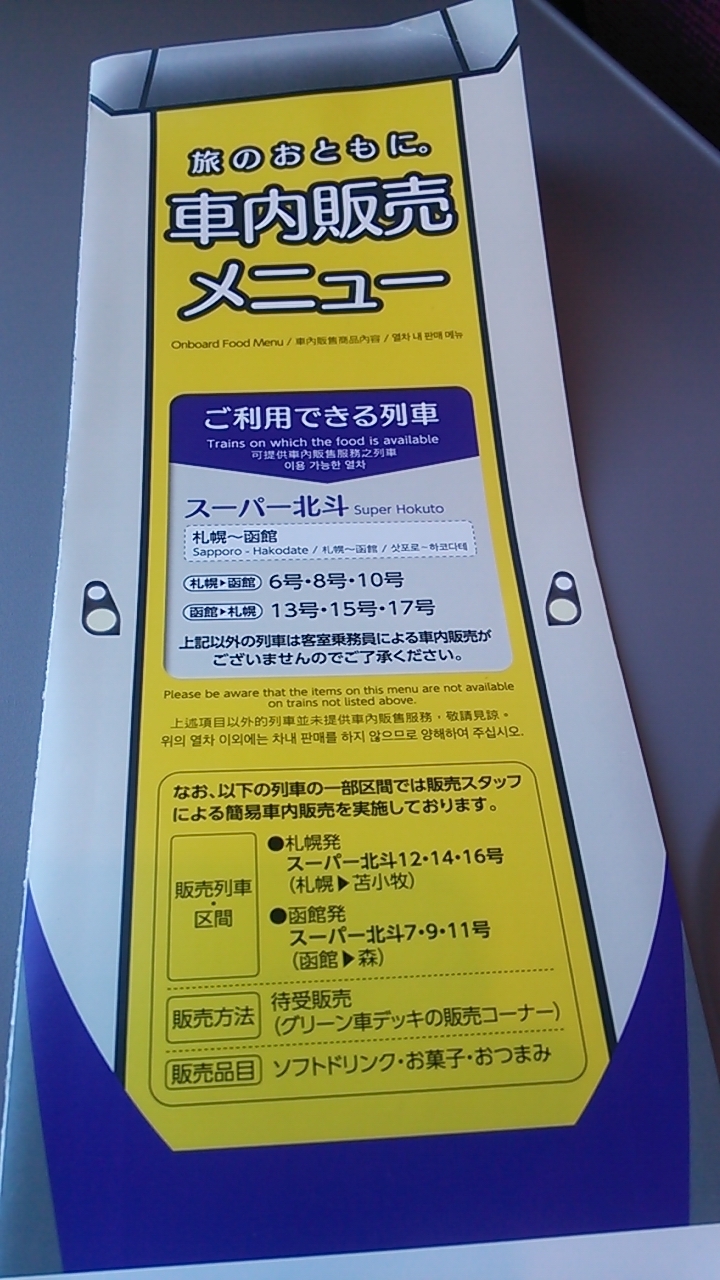 旅のおともに。
車内販売
メニュー
Onboard Food Menu / 車內販售商品內容 / 열차 내 판매 메뉴
ご利用できる列車
Trains on which the food is available
可提供車內販售服務之列車
이용 가능한 열차
スーパー北斗 Super Hokuto
札幌～函館
Sapporo - Hakodate / 札幌～函館 / 삿포로～하코다테
札幌▶函館 6号・8号・10号
函館▶札幌 13号・15号・17号
上記以外の列車は客室乗務員による車内販売が
ございませんのでご了承ください。
Please be aware that the items on this menu are not available
on trains not listed above.
上述項目以外的列車並未提供車內販售服務，敬請見諒。
위의 열차 이외에는 차내 판매를 하지 않으므로 양해하여 주십시오.
なお、以下の列車の一部区間では販売スタッフ
による簡易車内販売を実施しております。
販売列車
・
区間
●札幌発
スーパー北斗12・14・16号
（札幌▶苫小牧）
●函館発
スーパー北斗7・9・11号
（函館▶森）
販売方法
待受販売
（グリーン車デッキの販売コーナー）
販売品目
ソフトドリンク・お菓子・おつまみ